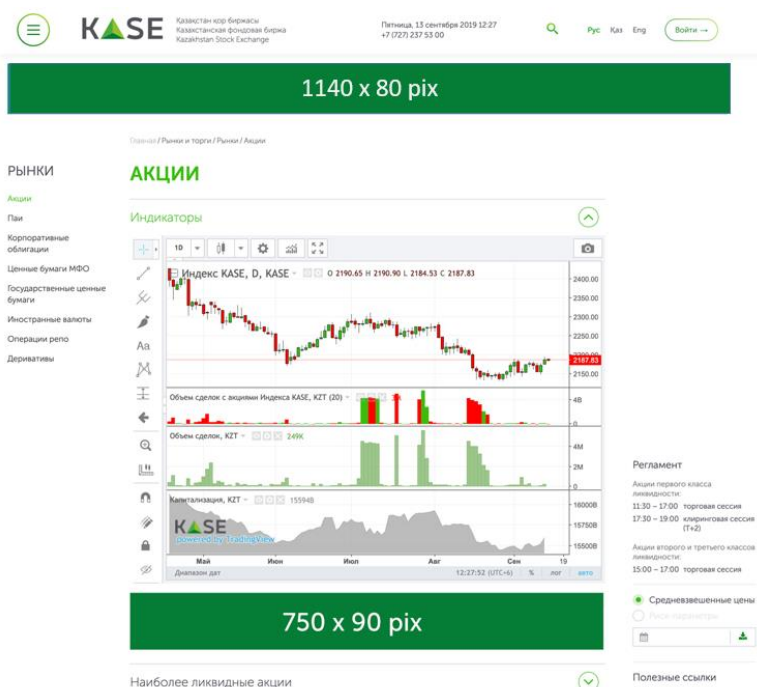 KASE
Қазақстан қор биржасы
Казахстанская фондовая биржа
Kazakhstan Stock Exchange
Пятница, 13 сентября 2019 12:27
+7 (727) 237 53 00
Рус Қаз Eng
Войти →
1140 x 80 pix
Главная / Рынки и торги / Рынки / Акции
РЫНКИ
Акции
Паи
Корпоративные
облигации
Ценные бумаги МФО
Государственные ценные
бумаги
Иностранные валюты
Операции репо
Деривативы
АКЦИИ
Индикаторы
1D
Aa
Индекс KASE, D, KASE O 2190.65 H 2190.90 L 2184.53 C 2187.83
2400.00
2350.00
2300.00
2250.00
2200.00
2187.83
2150.00
Объем сделок с акциями Индекса KASE, KZT (20)
4B
0
Объем сделок, KZT 249K
4M
2M
0
Капитализация, KZT 15594B
16000B
15750B
15500B
KASE
powered by TradingView
Май Июн Июл Авг Сен 19
Диапазон дат 12:27:52 (UTC+6) % лог авто
750 x 90 pix
Наиболее ликвидные акции
Регламент
Акции первого класса
ликвидности:
11:30 – 17:00 торговая сессия
17:30 – 19:00 клиринговая сессия
(T+2)
Акции второго и третьего классов
ликвидности:
15:00 – 17:00 торговая сессия
Средневзвешенные цены
Риск-параметры
Полезные ссылки